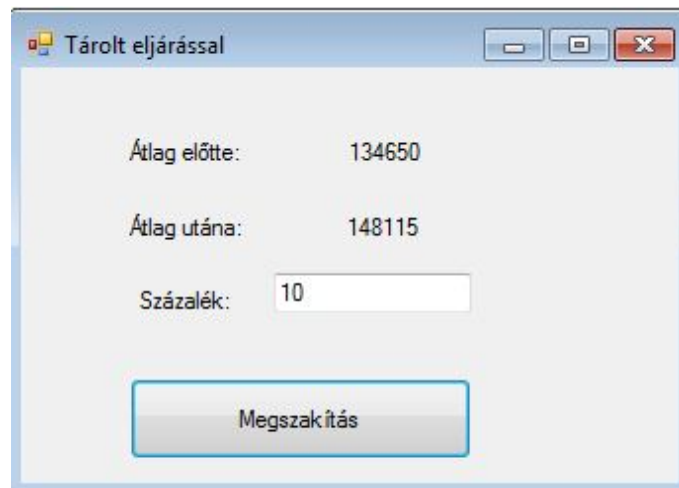 Tárolt eljárással
Átlag előtte: 134650
Átlag utána: 148115
Százalék: 10
Megszakítás